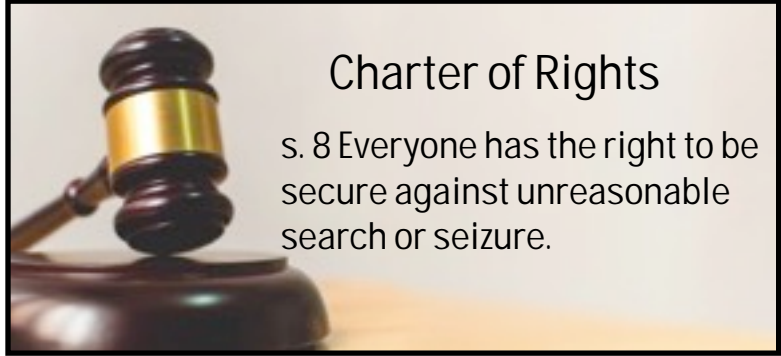 Charter of Rights
s. 8 Everyone has the right to be
secure against unreasonable
search or seizure.